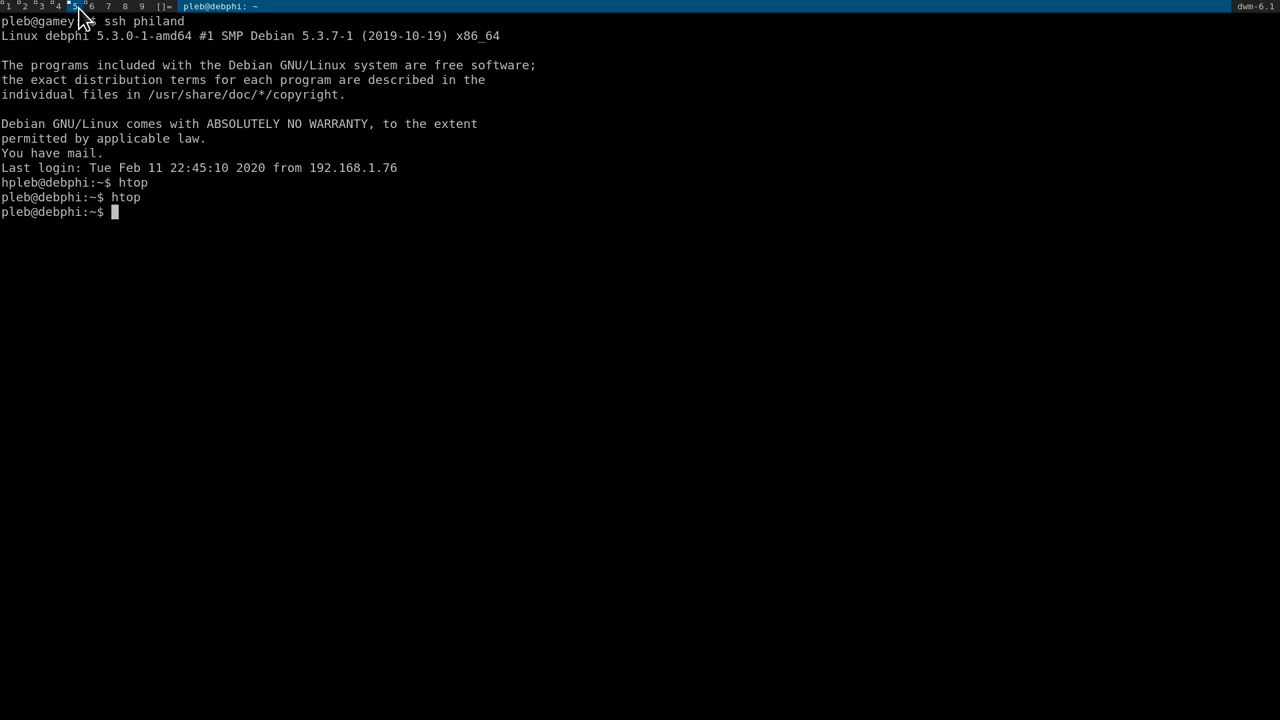 1 2 3 4 5 6 7 8 9 []= pleb@debphi: ~ dwm-6.1
pleb@gamey $ ssh philand
Linux debphi 5.3.0-1-amd64 #1 SMP Debian 5.3.7-1 (2019-10-19) x86_64
The programs included with the Debian GNU/Linux system are free software;
the exact distribution terms for each program are described in the
individual files in /usr/share/doc/*/copyright.
Debian GNU/Linux comes with ABSOLUTELY NO WARRANTY, to the extent
permitted by applicable law.
You have mail.
Last login: Tue Feb 11 22:45:10 2020 from 192.168.1.76
hpleb@debphi:~$ htop
pleb@debphi:~$ htop
pleb@debphi:~$